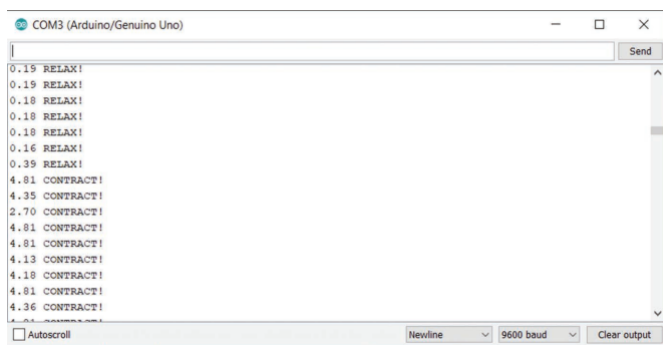 COM3 (Arduino/Genuino Uno)
Send
0.19 RELAX!
0.19 RELAX!
0.18 RELAX!
0.18 RELAX!
0.18 RELAX!
0.16 RELAX!
0.39 RELAX!
4.81 CONTRACT!
4.35 CONTRACT!
2.70 CONTRACT!
4.81 CONTRACT!
4.81 CONTRACT!
4.13 CONTRACT!
4.18 CONTRACT!
4.81 CONTRACT!
4.36 CONTRACT!
Autoscroll Newline 9600 baud Clear output